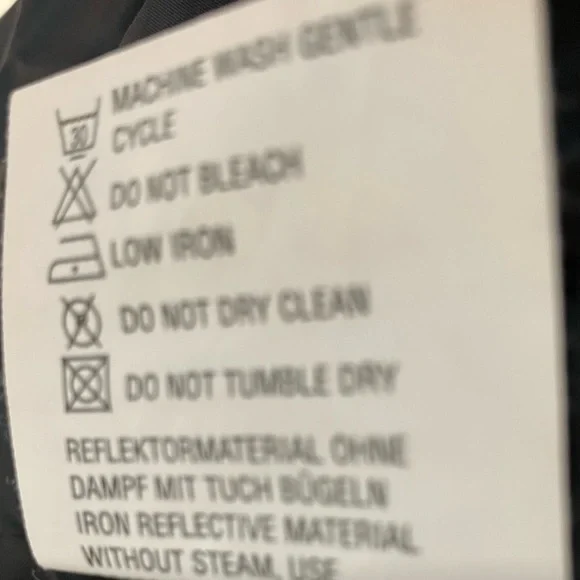 MACHINE WASH GENTLE
30 CYCLE
DO NOT BLEACH
LOW IRON
DO NOT DRY CLEAN
DO NOT TUMBLE DRY
REFLEKTORMATERIAL OHNE
DAMPF MIT TUCH BÜGELN
IRON REFLECTIVE MATERIAL
WITHOUT STEAM, USE